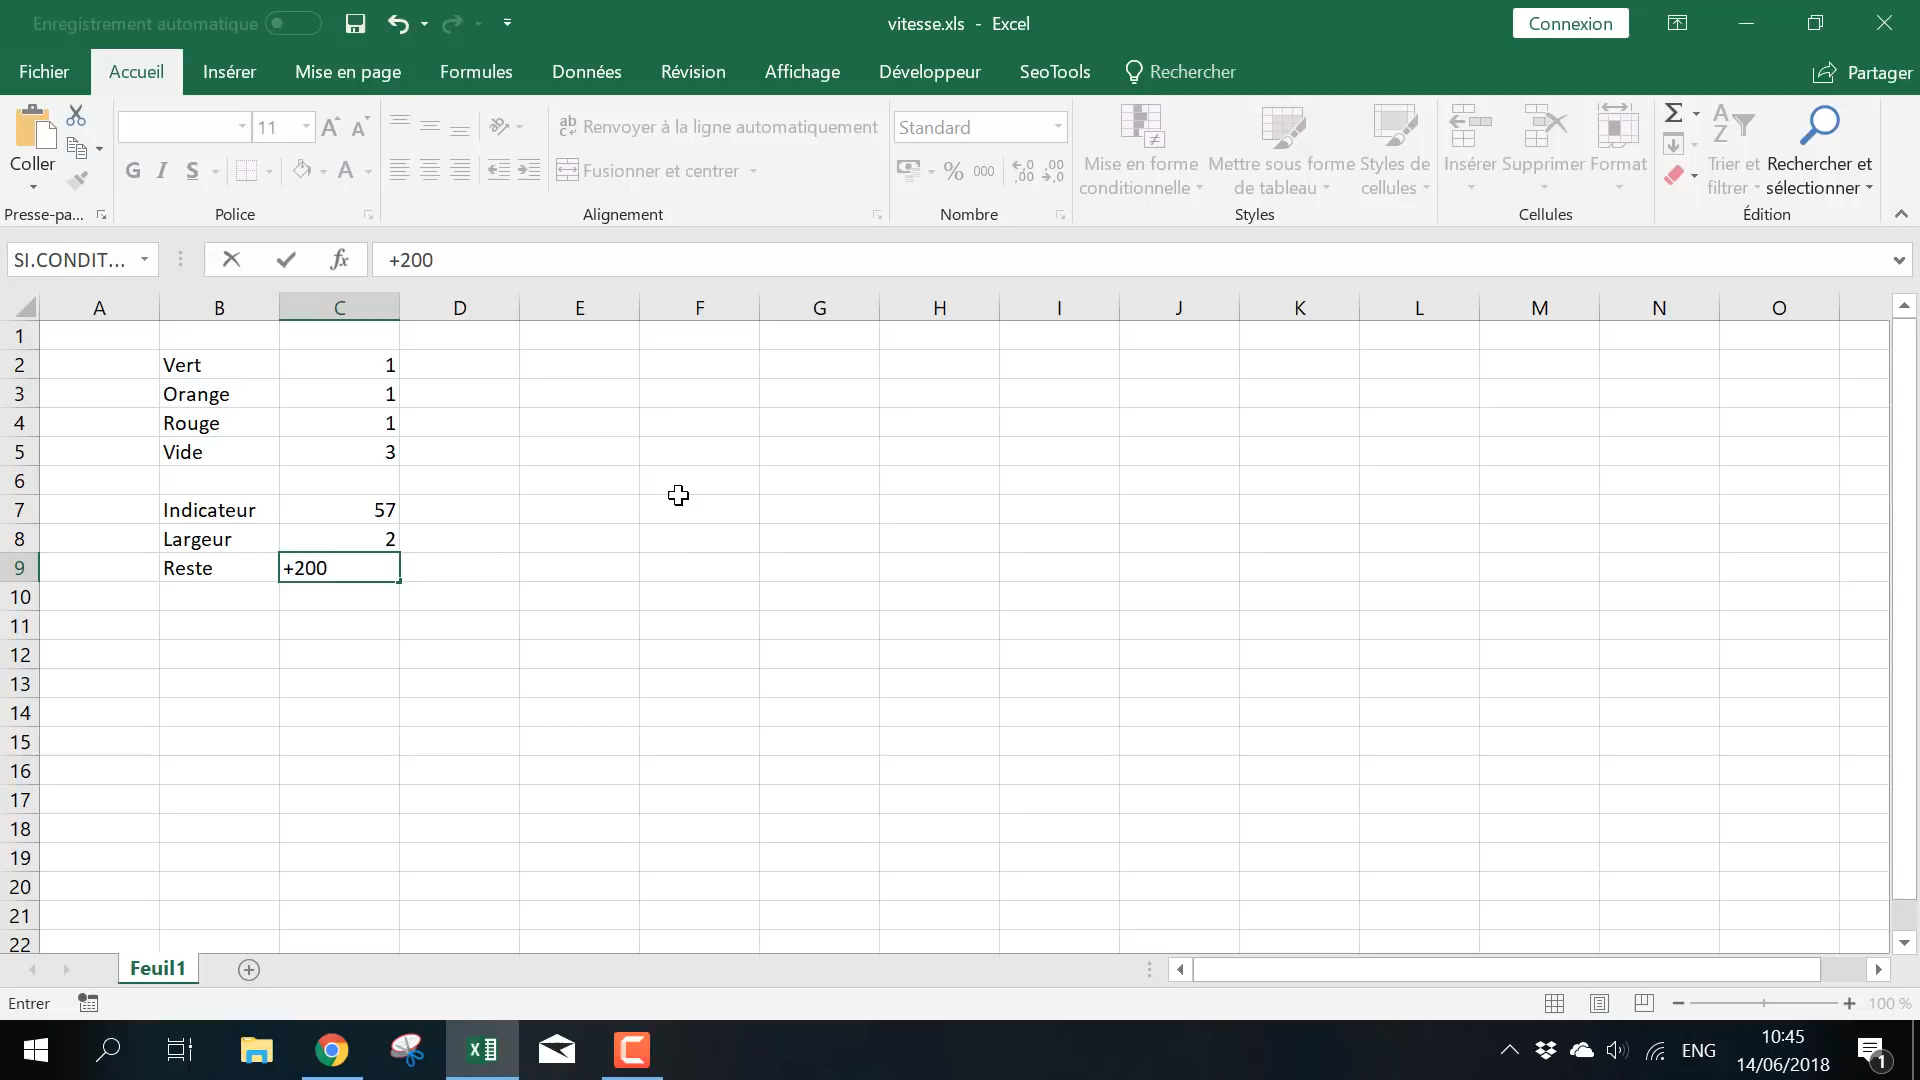 Enregistrement automatique
vitesse.xls - Excel
Connexion
Fichier Accueil Insérer Mise en page Formules Données Révision Affichage Développeur SeoTools Rechercher Partager
Coller
11
Renvoyer à la ligne automatiquement
Standard
G I S
Fusionner et centrer
% 000
Mise en forme conditionnelle
Mettre sous forme de tableau
Styles de cellules
Insérer Supprimer Format
Trier et filtrer
Rechercher et sélectionner
Presse-pa... Police Alignement Nombre Styles Cellules Édition
SI.CONDIT... fx +200
A B C D E F G H I J K L M N O
1
2 Vert 1
3 Orange 1
4 Rouge 1
5 Vide 3
6
7 Indicateur 57
8 Largeur 2
9 Reste +200
10
11
12
13
14
15
16
17
18
19
20
21
22
Feuil1
Entrer 100 %
ENG 10:45
14/06/2018
1